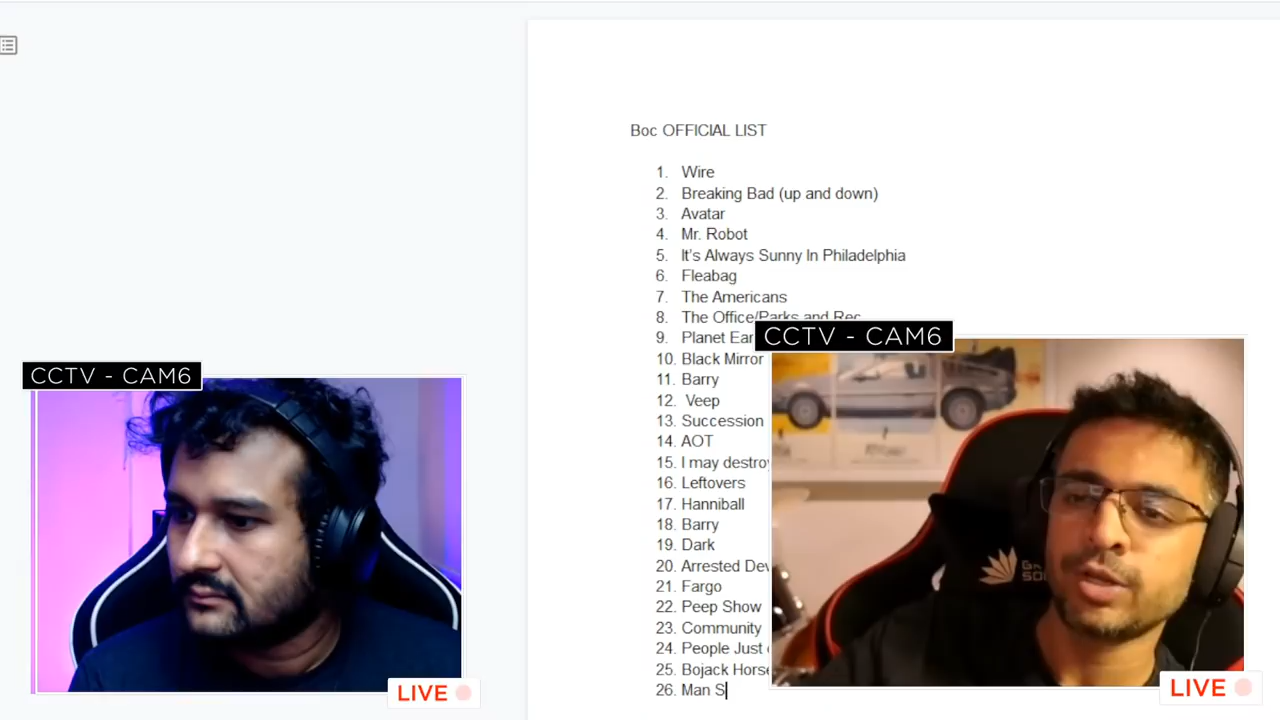 Boc OFFICIAL LIST
1. Wire
2. Breaking Bad (up and down)
3. Avatar
4. Mr. Robot
5. It's Always Sunny In Philadelphia
6. Fleabag
7. The Americans
8. The Office/Parks and Rec
9. Planet Ear
10. Black Mirror
11. Barry
12. Veep
13. Succession
14. AOT
15. I may destroy
16. Leftovers
17. Hanniball
18. Barry
19. Dark
20. Arrested Dev
21. Fargo
22. Peep Show
23. Community
24. People Just
25. Bojack Horse
26. Man S
CCTV - CAM6
LIVE
CCTV - CAM6
LIVE